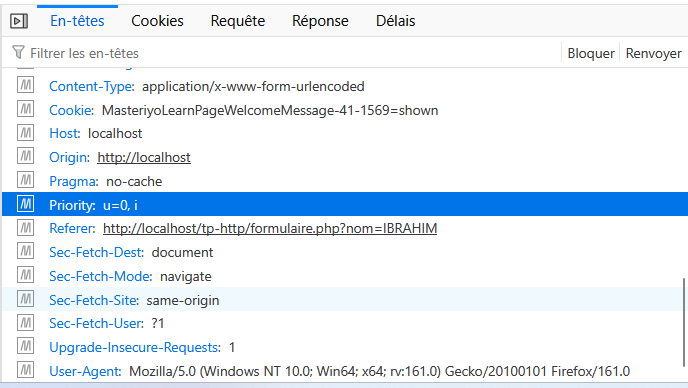 En-têtes Cookies Requête Réponse Délais
Filtrer les en-têtes Bloquer Renvoyer
Content-Type: application/x-www-form-urlencoded
Cookie: MasteriyoLearnPageWelcomeMessage-41-1569=shown
Host: localhost
Origin: http://localhost
Pragma: no-cache
Priority: u=0, i
Referer: http://localhost/tp-http/formulaire.php?nom=IBRAHIM
Sec-Fetch-Dest: document
Sec-Fetch-Mode: navigate
Sec-Fetch-Site: same-origin
Sec-Fetch-User: ?1
Upgrade-Insecure-Requests: 1
User-Agent: Mozilla/5.0 (Windows NT 10.0; Win64; x64; rv:161.0) Gecko/20100101 Firefox/161.0